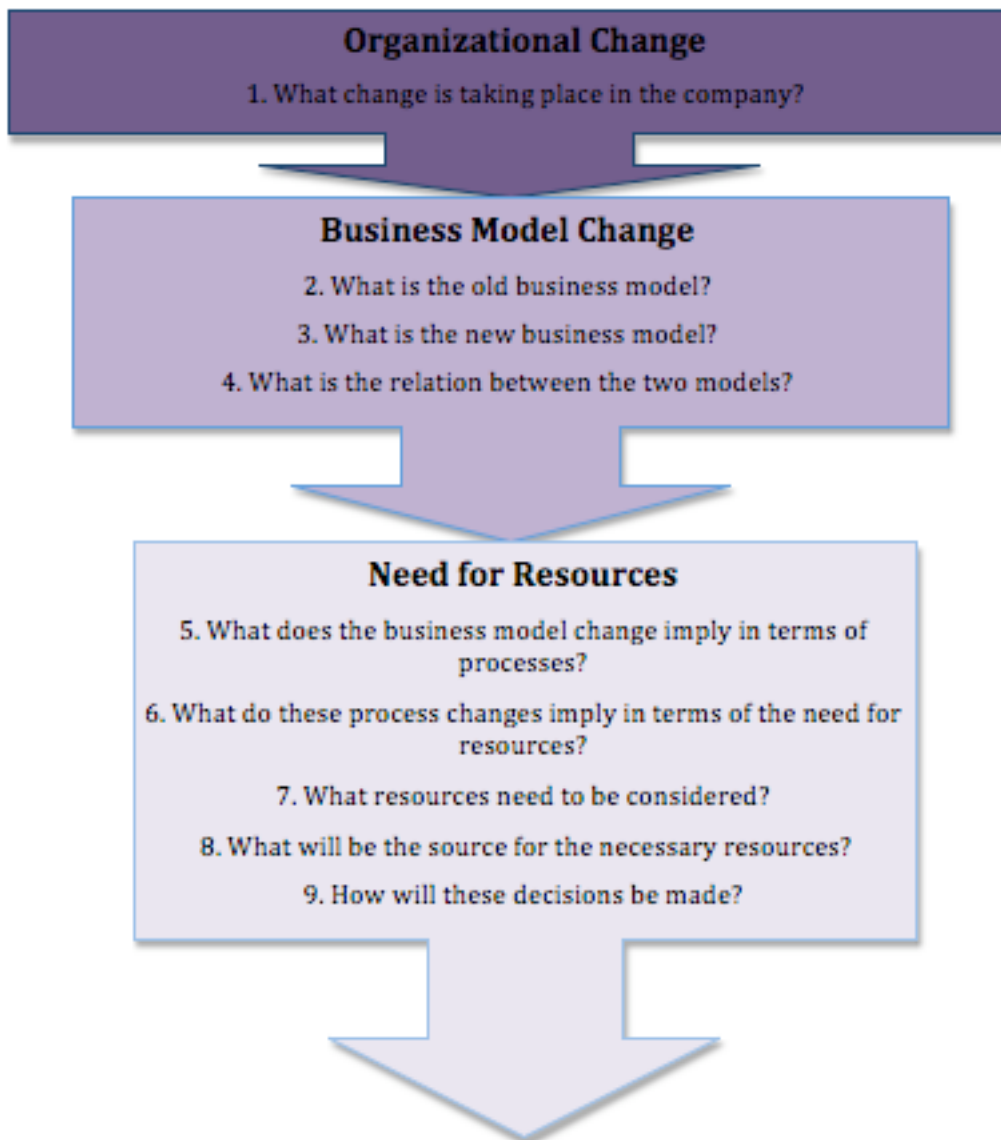 Organizational Change
1. What change is taking place in the company?
Business Model Change
2. What is the old business model?
3. What is the new business model?
4. What is the relation between the two models?
Need for Resources
5. What does the business model change imply in terms of
processes?
6. What do these process changes imply in terms of the need for
resources?
7. What resources need to be considered?
8. What will be the source for the necessary resources?
9. How will these decisions be made?